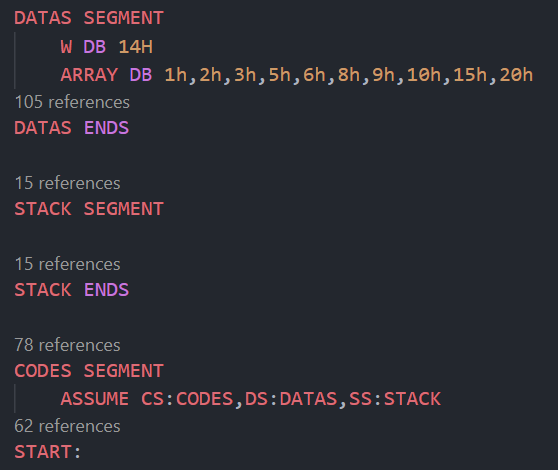 DATAS SEGMENT
W DB 14H
ARRAY DB 1h,2h,3h,5h,6h,8h,9h,10h,15h,20h
105 references
DATAS ENDS
15 references
STACK SEGMENT
15 references
STACK ENDS
78 references
CODES SEGMENT
ASSUME CS:CODES,DS:DATAS,SS:STACK
62 references
START: